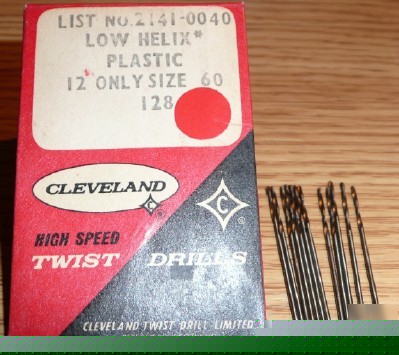 LIST NO. 2141-0040
LOW HELIX*
PLASTIC
12 ONLY SIZE 60
128
CLEVELAND
C
®
C
®
HIGH SPEED
TWIST DRILLS
CLEVELAND TWIST DRILL LIMITED